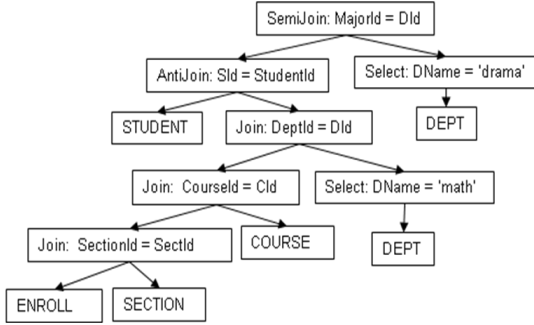 SemiJoin: MajorId = DId
AntiJoin: SId = StudentId
Select: DName = 'drama'
STUDENT
Join: DeptId = DId
DEPT
Join: CourseId = CId
Select: DName = 'math'
Join: SectionId = SectId
COURSE
DEPT
ENROLL
SECTION